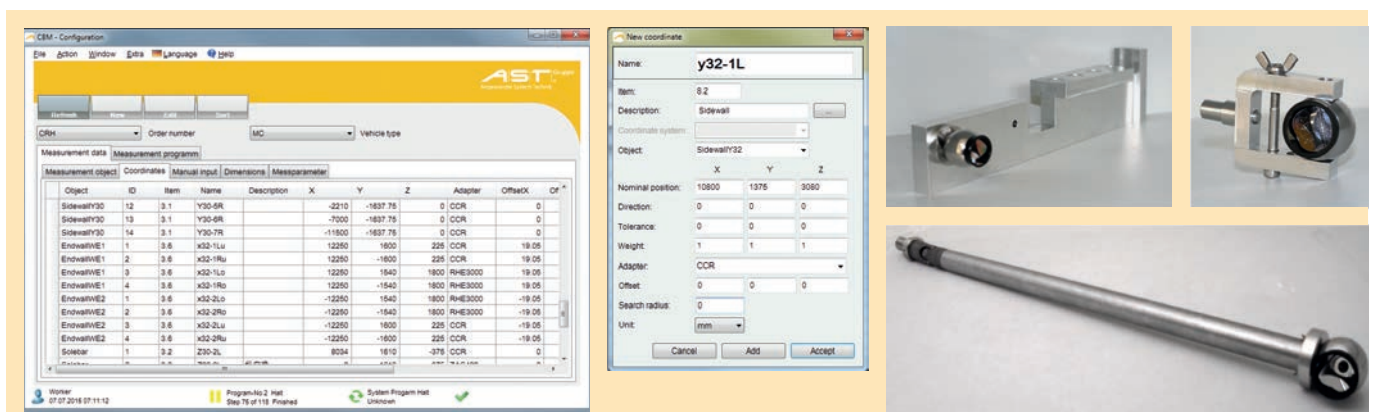 CBM - Configuration
File Action Window Extra Language Help
AST
Refresh New Edit
CRH Order number MC Vehicle type
Measurement data Measurement programm
Measurement object Coordinates Manual input Dimensions Messparameter
Object ID Item Name Description X Y Z Adapter OffsetX Of
SidewallY30 12 3.1 Y30-5R -2210 -1637.75 0 CCR 0
SidewallY30 13 3.1 Y30-6R -7000 -1637.75 0 CCR 0
SidewallY30 14 3.1 Y30-7R -11500 -1637.75 0 CCR 0
EndwallWE1 1 3.6 x32-1Lu 12250 1600 225 CCR 19.05
EndwallWE1 2 3.6 x32-1Ru 12250 -1600 225 CCR 19.05
EndwallWE1 3 3.6 x32-1Lo 12250 1540 1800 RHE3000 19.05
EndwallWE1 4 3.6 x32-1Ro 12250 -1540 1800 RHE3000 19.05
EndwallWE2 1 3.6 x32-2Lo -12250 1540 1800 RHE3000 -19.05
EndwallWE2 2 3.6 x32-2Ro -12250 -1540 1800 RHE3000 -19.05
EndwallWE2 3 3.6 x32-2Lu -12250 1600 225 CCR -19.05
EndwallWE2 4 3.6 x32-2Ru -12250 -1600 225 CCR -19.05
Solebar 1 3.2 Z30-2L 8034 1610 -375 CCR 0
Worker
07.07.2016 07:11:12
Program-No.2 Halt
Step 75 of 118 Finished
System Progarm Halt
Unknown
New coordinate
Name: y32-1L
Item: 8.2
Description: Sidewall ...
Coordinate system:
Object: SidewallY32
X Y Z
Nominal position: 10800 1375 3080
Direction: 0 0 0
Tolerance: 0 0 0
Weight: 1 1 1
Adapter: CCR
Offset: 0 0 0
Search radius: 0
Unit: mm
Cancel Add Accept